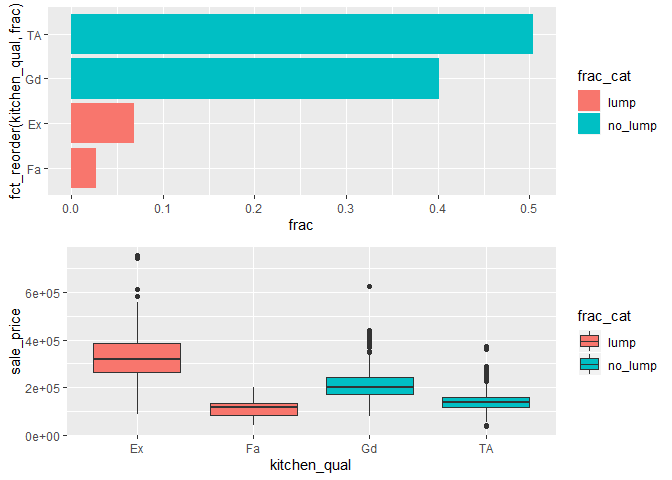 fct_reorder(kitchen_qual, frac)
TA
Gd
Ex
Fa
0.0 0.1 0.2 0.3 0.4 0.5
frac
frac_cat
lump
no_lump
sale_price
6e+05
4e+05
2e+05
0e+00
Ex Fa Gd TA
kitchen_qual
frac_cat
lump
no_lump